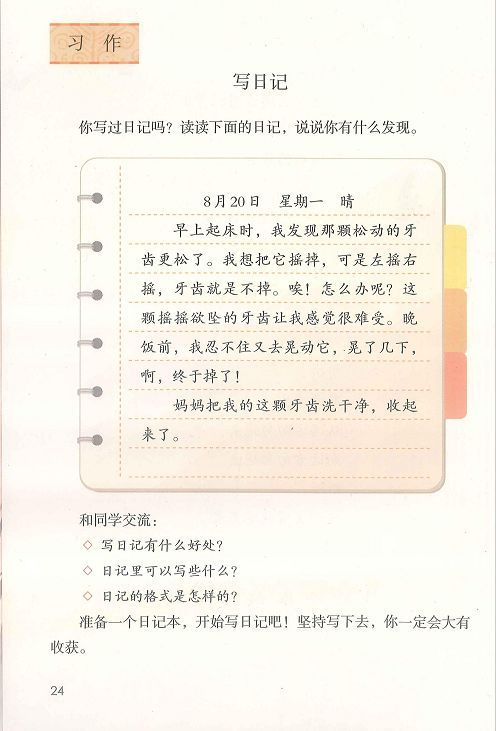 习 作
写日记
你写过日记吗？读读下面的日记，说说你有什么发现。
8月20日 星期一 晴
早上起床时，我发现那颗松动的牙
齿更松了。我想把它摇掉，可是左摇右
摇，牙齿就是不掉。唉！怎么办呢？这
颗摇摇欲坠的牙齿让我感觉很难受。晚
饭前，我忍不住又去晃动它，晃了几下，
啊，终于掉了！
妈妈把我的这颗牙齿洗干净，收起
来了。
和同学交流：
◇ 写日记有什么好处？
◇ 日记里可以写些什么？
◇ 日记的格式是怎样的？
准备一个日记本，开始写日记吧！坚持写下去，你一定会大有
收获。
24